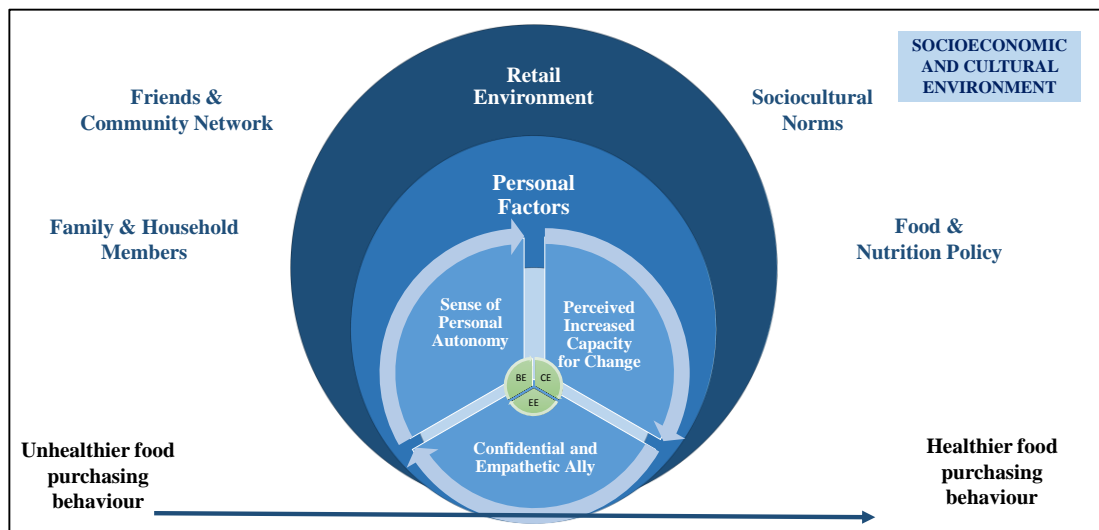 SOCIOECONOMIC
AND CULTURAL
ENVIRONMENT
Retail
Environment
Friends &
Community Network
Sociocultural
Norms
Personal
Factors
Family & Household
Members
Food &
Nutrition Policy
Sense of
Personal
Autonomy
Perceived
Increased
Capacity
for Change
BE
CE
EE
Confidential and
Empathetic Ally
Unhealthier food
purchasing
behaviour
Healthier food
purchasing
behaviour